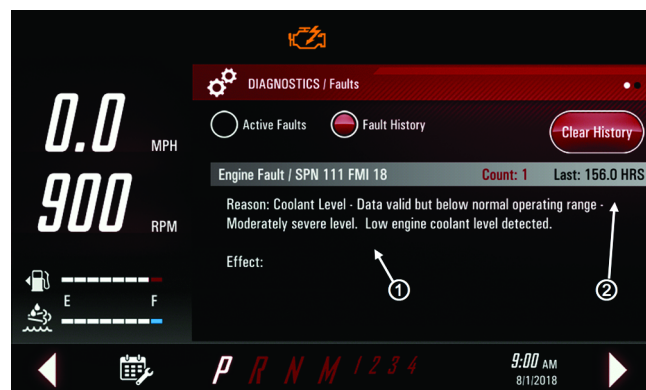 DIAGNOSTICS / Faults
Active Faults Fault History Clear History
0.0 MPH
Engine Fault / SPN 111 FMI 18 Count: 1 Last: 156.0 HRS
900 RPM
Reason: Coolant Level - Data valid but below normal operating range -
Moderately severe level. Low engine coolant level detected.
Effect:
1 2
E F
P R N M 1 2 3 4
9:00 AM
8/1/2018